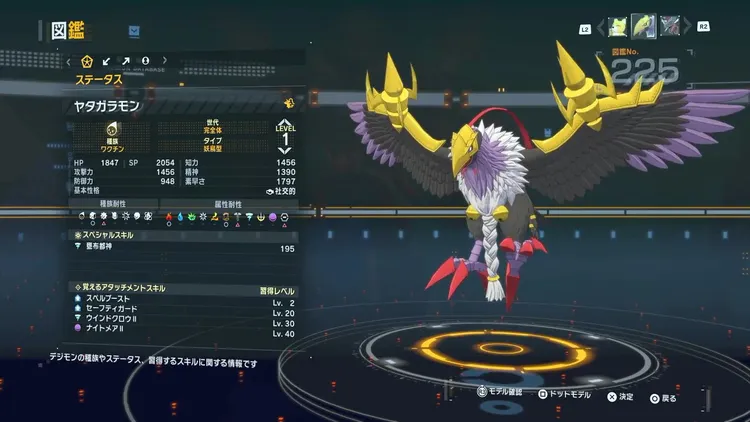 図鑑
L2
R2
図鑑No.
225
DATABASE
ステータス
ヤタガラモン
種族
ワクチン
世代
完全体
タイプ
妖鳥型
LEVEL
1
HP 1847 SP 2054 知力 1456
攻撃力 1456 精神 1390
防御力 948 素早さ 1797
基本性格 社交的
種族耐性 属性耐性
スペシャルスキル
甕布都神 195
覚えるアタッチメントスキル 習得レベル
スペルブースト Lv. 2
セーフティガード Lv. 20
ウインドクロウⅡ Lv. 30
ナイトメアⅡ Lv. 40
デジモンの種族やステータス、習得するスキルに関する情報です
R3 モデル確認 ドットモデル 決定 戻る